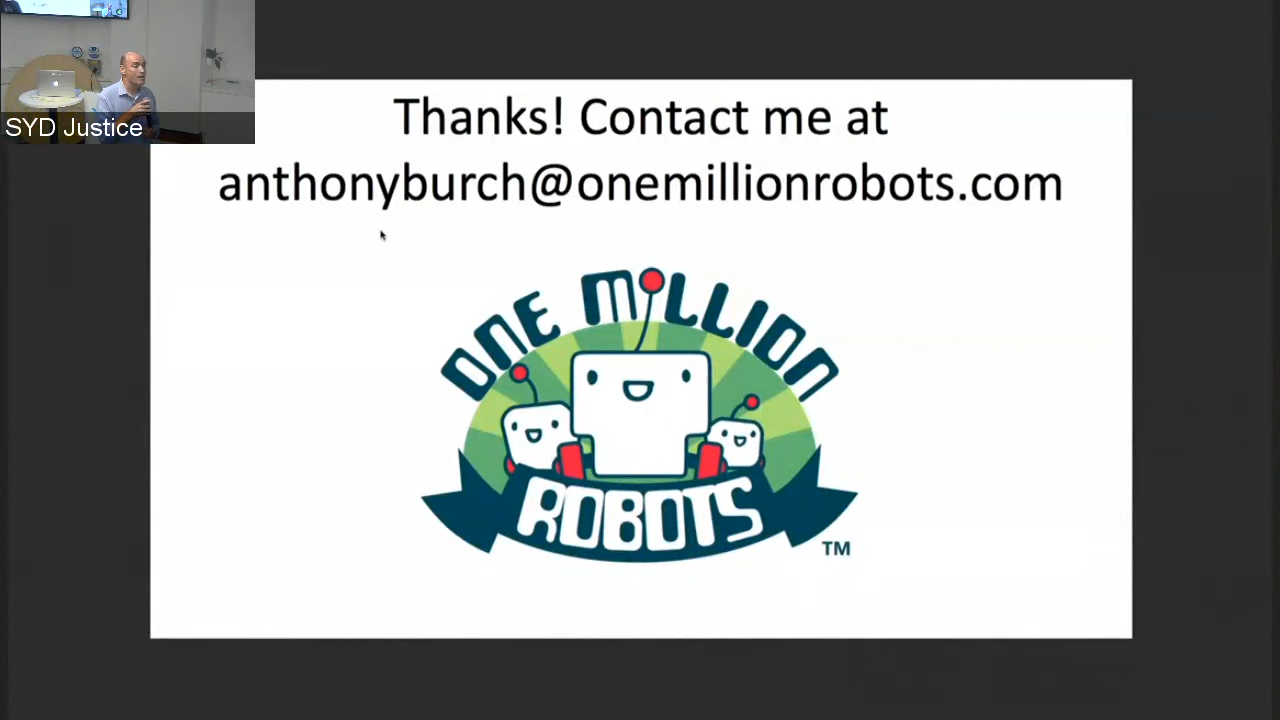 SYD Justice
Thanks! Contact me at
anthonyburch@onemillionrobots.com
ONE MiLLION
ROBOTS
TM